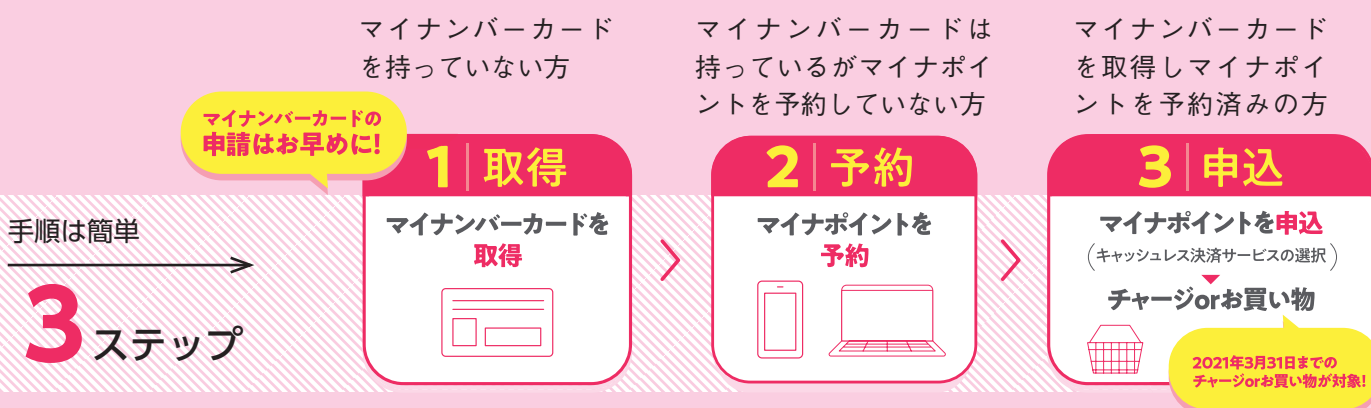 マイナンバーカード
を持っていない方
マイナンバーカードは
持っているがマイナポイ
ントを予約していない方
マイナンバーカード
を取得しマイナポイ
ントを予約済みの方
マイナンバーカードの
申請はお早めに!
手順は簡単
3ステップ
1 取得
マイナンバーカードを
取得
2 予約
マイナポイントを
予約
3 申込
マイナポイントを申込
(キャッシュレス決済サービスの選択)
チャージorお買い物
2021年3月31日までの
チャージorお買い物が対象!